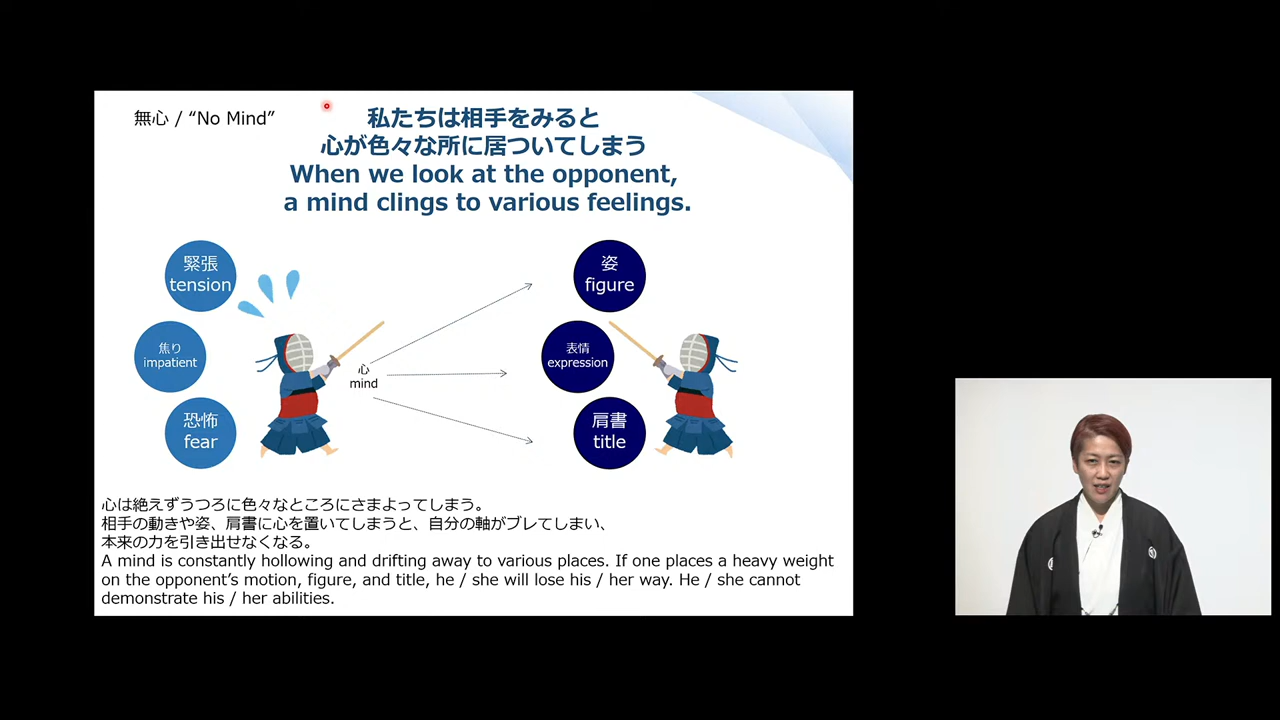 無心 / “No Mind”
私たちは相手をみると
心が色々な所に居ついてしまう
When we look at the opponent,
a mind clings to various feelings.
緊張
tension
焦り
impatient
恐怖
fear
心
mind
姿
figure
表情
expression
肩書
title
心は絶えずうつろに色々なところにさまよってしまう。
相手の動きや姿、肩書に心を置いてしまうと、自分の軸がブレてしまい、
本来の力を引き出せなくなる。
A mind is constantly hollowing and drifting away to various places. If one places a heavy weight
on the opponent’s motion, figure, and title, he / she will lose his / her way. He / she cannot
demonstrate his / her abilities.